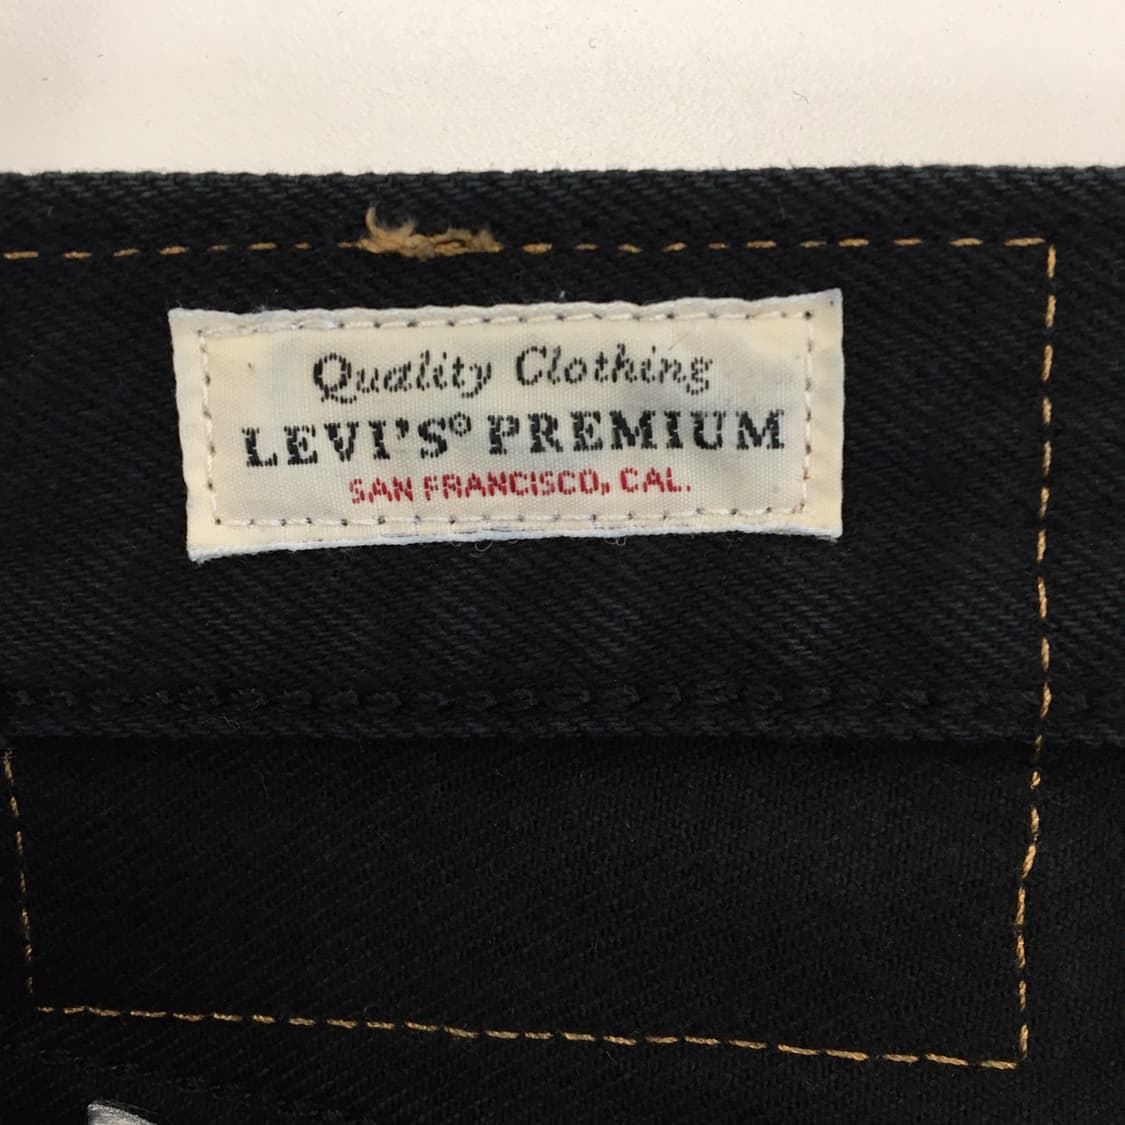 Quality Clothing
LEVI'S® PREMIUM
SAN FRANCISCO, CAL.